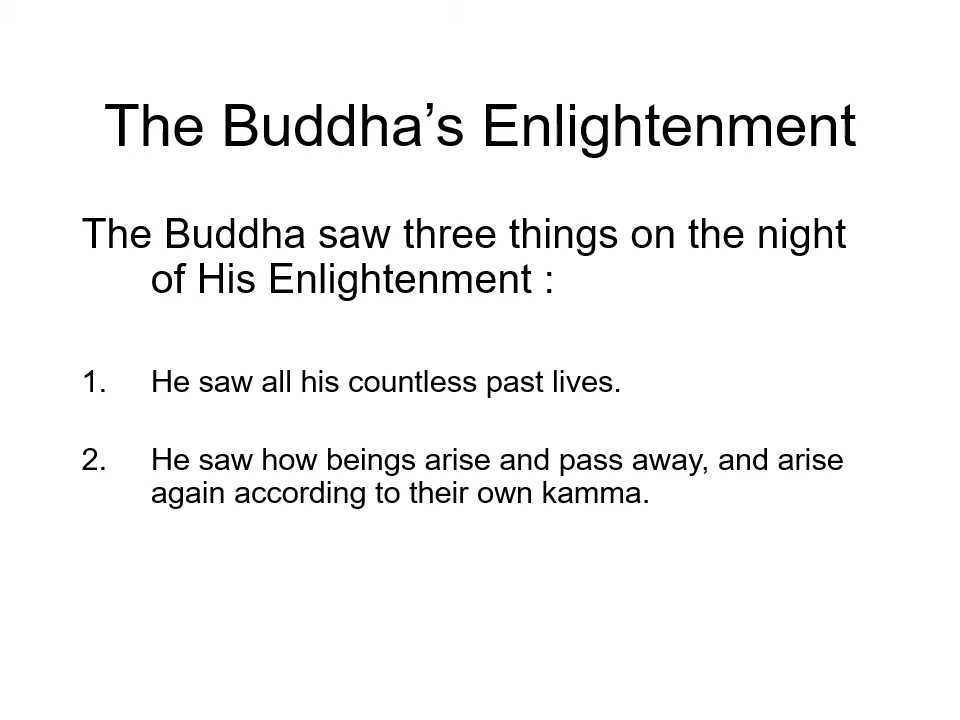 The Buddha’s Enlightenment
The Buddha saw three things on the night
of His Enlightenment :
1. He saw all his countless past lives.
2. He saw how beings arise and pass away, and arise
again according to their own kamma.